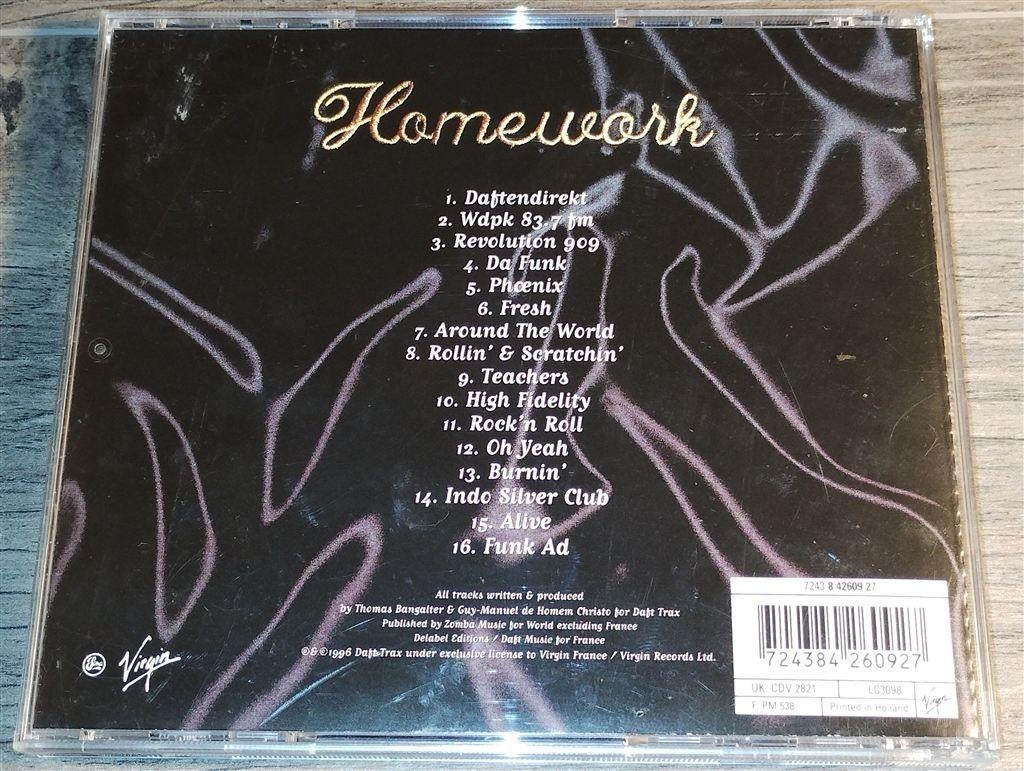 Homework
1. Daftendirekt
2. Wdpk 83.7 fm
3. Revolution 909
4. Da Funk
5. Phœnix
6. Fresh
7. Around The World
8. Rollin' & Scratchin'
9. Teachers
10. High Fidelity
11. Rock'n Roll
12. Oh Yeah
13. Burnin'
14. Indo Silver Club
15. Alive
16. Funk Ad
All tracks written & produced
by Thomas Bangalter & Guy-Manuel de Homem Christo for Daft Trax
Published by Zomba Music for World excluding France
Delabel Editions / Daft Music for France
℗ & ©1996 Daft Trax under exclusive license to Virgin France / Virgin Records Ltd.
Virgin
7243 8 42609 27
724384 260927
UK CDV 2821
LC3098
F PM 538
Printed in Holland
Virgin